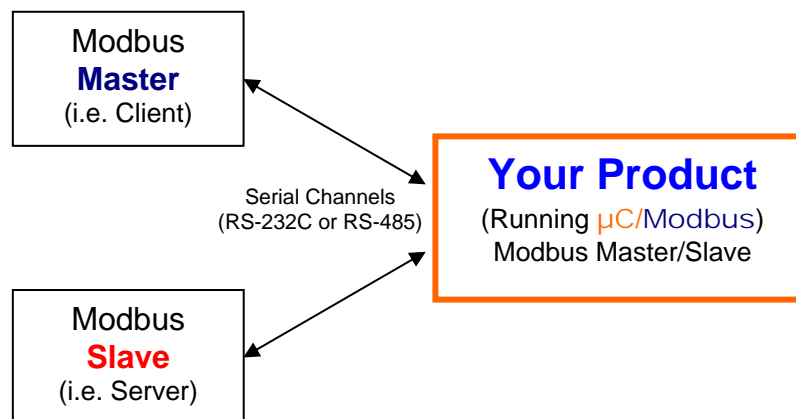 Modbus
Master
(i.e. Client)
Serial Channels
(RS-232C or RS-485)
Your Product
(Running µC/Modbus)
Modbus Master/Slave
Modbus
Slave
(i.e. Server)